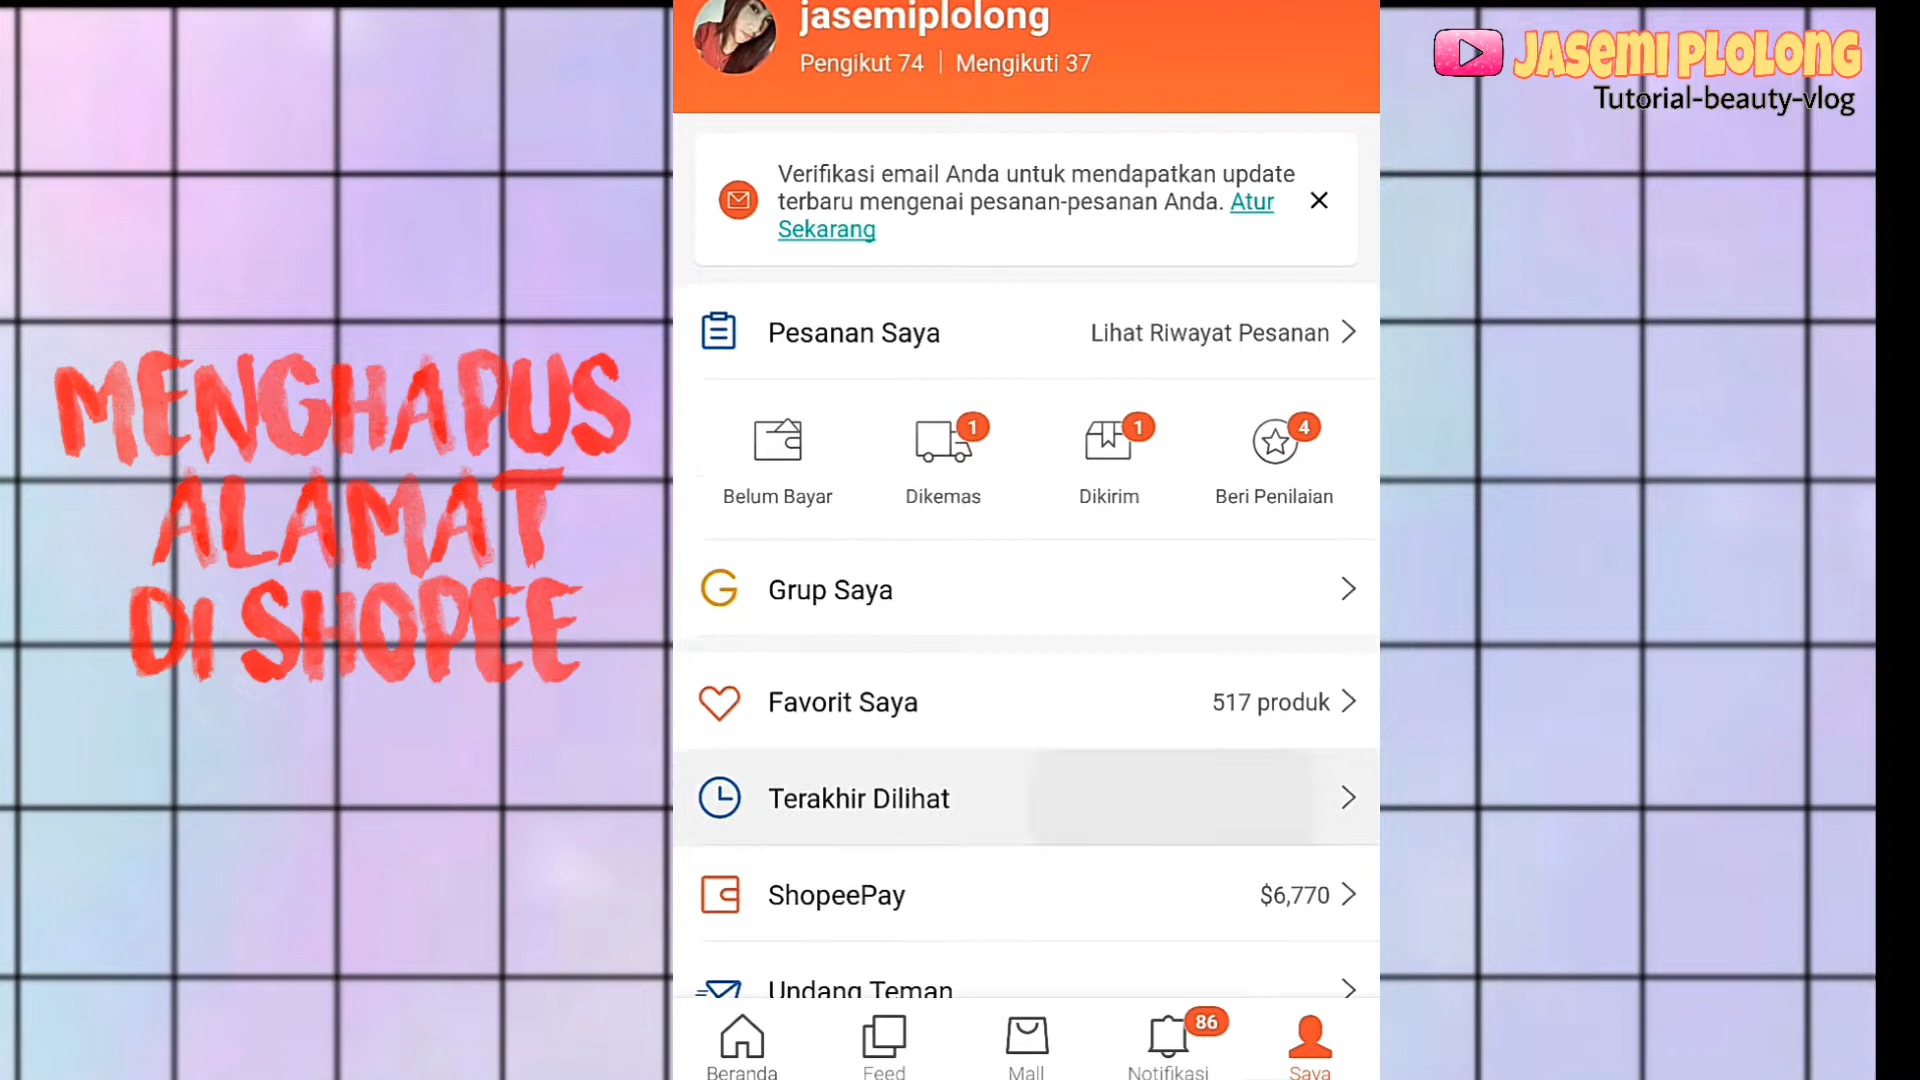 jasemiplolong
Pengikut 74 | Mengikuti 37
JASEMI PLOLONG
Tutorial-beauty-vlog
Verifikasi email Anda untuk mendapatkan update
terbaru mengenai pesanan-pesanan Anda. Atur
Sekarang
MENGHAPUS
ALAMAT
DI SHOPEE
Pesanan Saya
Lihat Riwayat Pesanan
1
1
4
Belum Bayar
Dikemas
Dikirim
Beri Penilaian
Grup Saya
Favorit Saya
517 produk
Terakhir Dilihat
ShopeePay
$6,770
Undang Teman
86
Beranda
Feed
Mall
Notifikasi
Saya